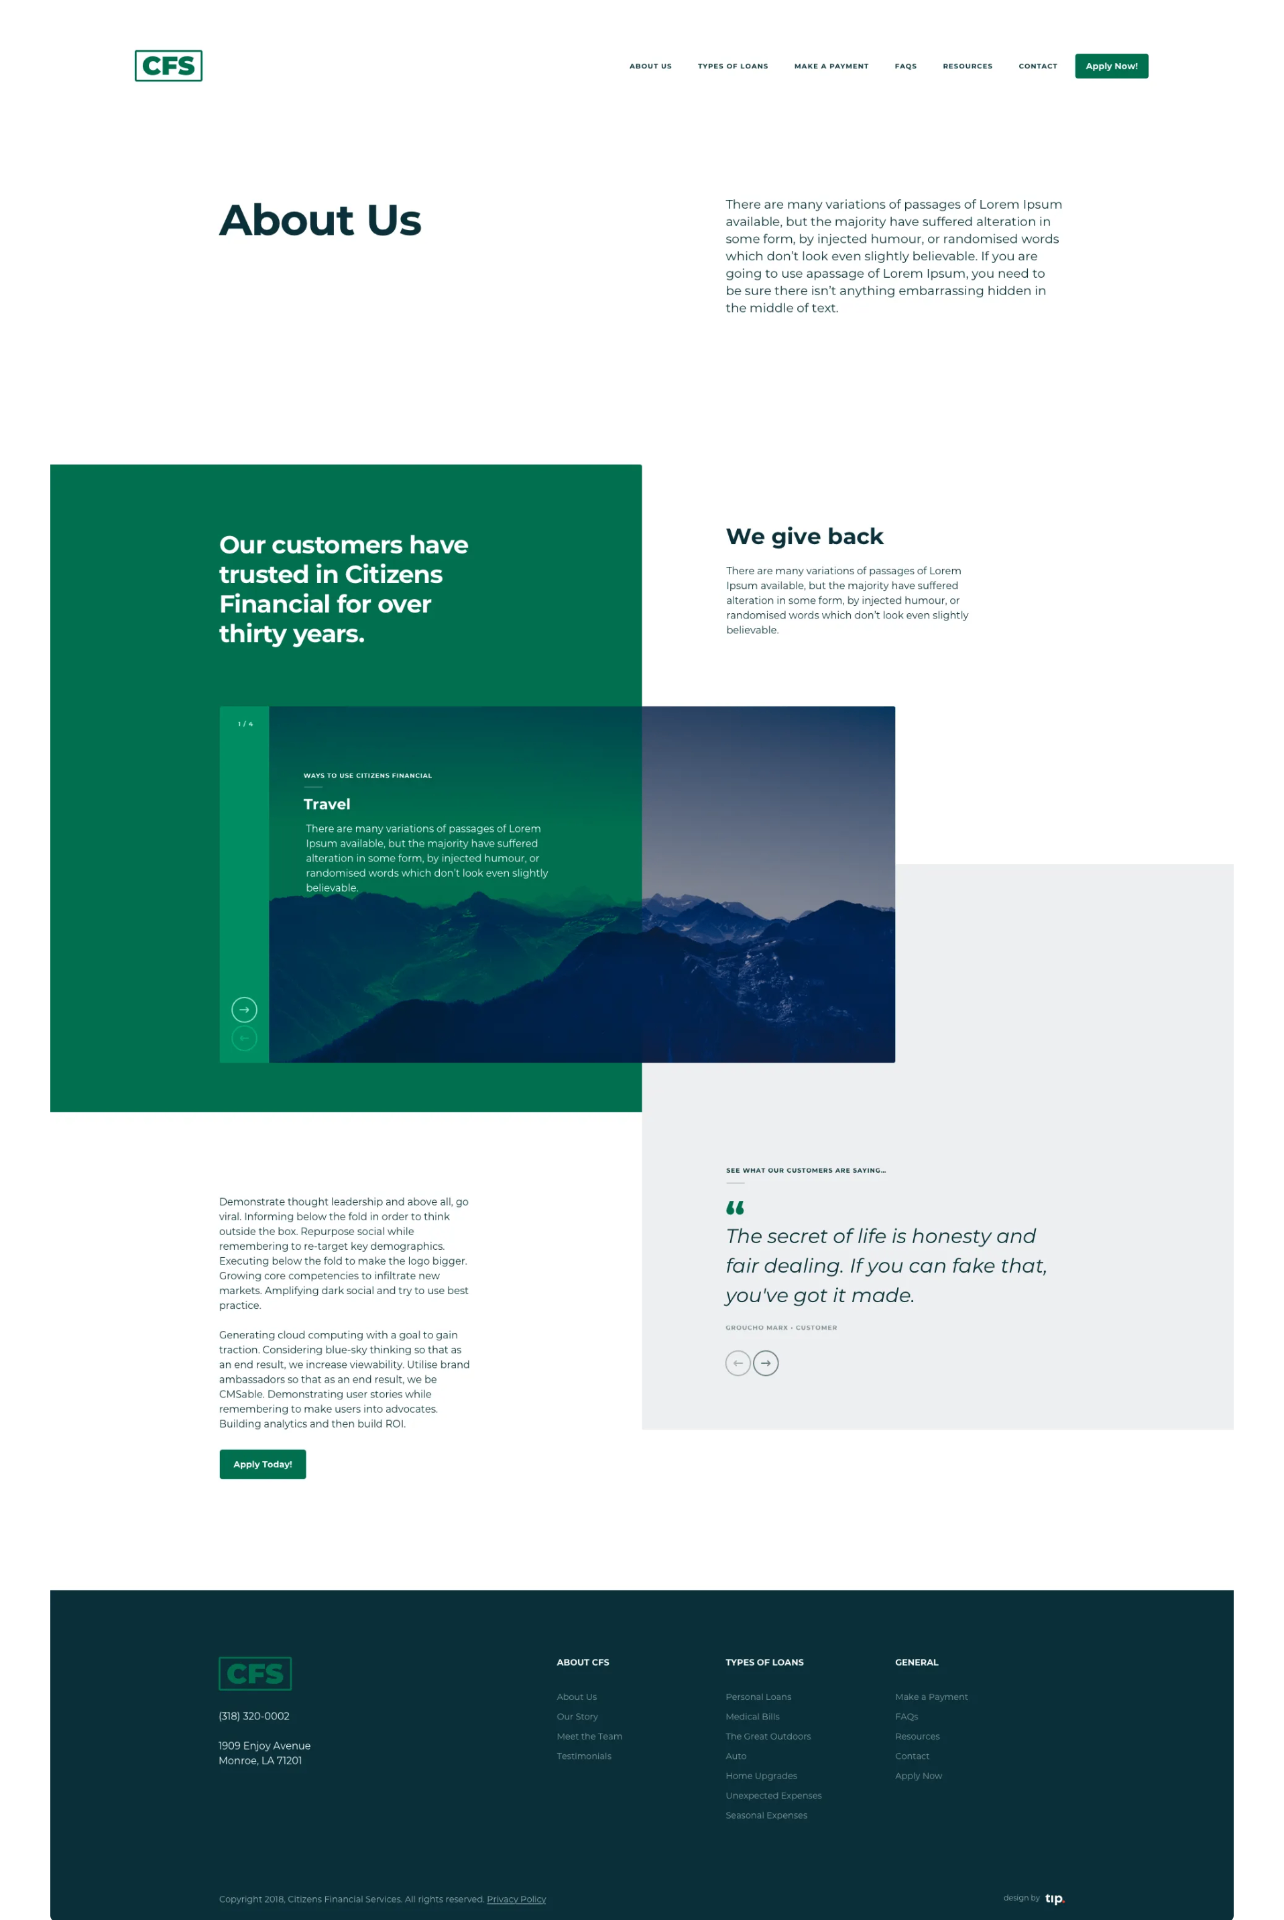 CFS
ABOUT US
TYPES OF LOANS
MAKE A PAYMENT
FAQS
RESOURCES
CONTACT
Apply Now!
About Us
There are many variations of passages of Lorem Ipsum
available, but the majority have suffered alteration in
some form, by injected humour, or randomised words
which don't look even slightly believable. If you are
going to use apassage of Lorem Ipsum, you need to
be sure there isn't anything embarrassing hidden in
the middle of text.
Our customers have
trusted in Citizens
Financial for over
thirty years.
We give back
There are many variations of passages of Lorem
Ipsum available, but the majority have suffered
alteration in some form, by injected humour, or
randomised words which don't look even slightly
believable.
1 / 4
WAYS TO USE CITIZENS FINANCIAL
Travel
There are many variations of passages of Lorem
Ipsum available, but the majority have suffered
alteration in some form, by injected humour, or
randomised words which don't look even slightly
believable.
Demonstrate thought leadership and above all, go
viral. Informing below the fold in order to think
outside the box. Repurpose social while
remembering to re-target key demographics.
Executing below the fold to make the logo bigger.
Growing core competencies to infiltrate new
markets. Amplifying dark social and try to use best
practice.
Generating cloud computing with a goal to gain
traction. Considering blue-sky thinking so that as
an end result, we increase viewability. Utilise brand
ambassadors so that as an end result, we be
CMSable. Demonstrating user stories while
remembering to make users into advocates.
Building analytics and then build ROI.
Apply Today!
SEE WHAT OUR CUSTOMERS ARE SAYING...
“
The secret of life is honesty and
fair dealing. If you can fake that,
you've got it made.
GROUCHO MARX • CUSTOMER
CFS
(318) 320-0002
1909 Enjoy Avenue
Monroe, LA 71201
ABOUT CFS
About Us
Our Story
Meet the Team
Testimonials
TYPES OF LOANS
Personal Loans
Medical Bills
The Great Outdoors
Auto
Home Upgrades
Unexpected Expenses
Seasonal Expenses
GENERAL
Make a Payment
FAQs
Resources
Contact
Apply Now
Copyright 2018, Citizens Financial Services. All rights reserved. Privacy Policy
design by tip.